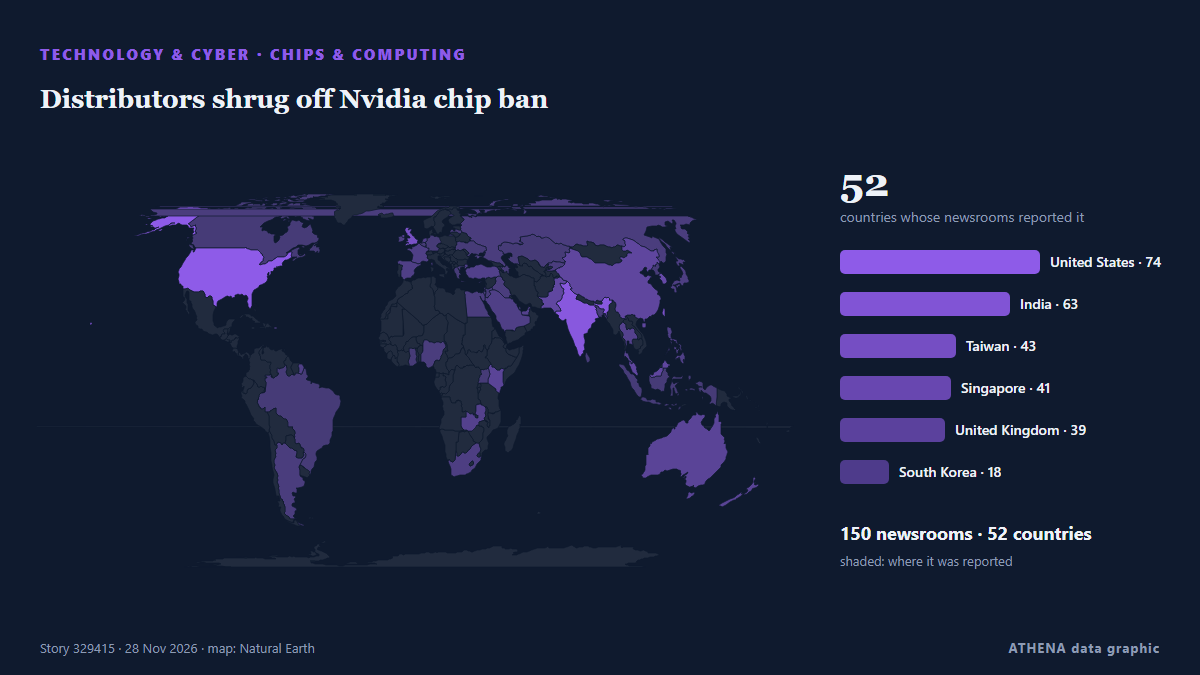 TECHNOLOGY & CYBER · CHIPS & COMPUTING
Distributors shrug off Nvidia chip ban
52
countries whose newsrooms reported it
United States · 74
India · 63
Taiwan · 43
Singapore · 41
United Kingdom · 39
South Korea · 18
150 newsrooms · 52 countries
shaded: where it was reported
Story 329415 · 28 Nov 2026 · map: Natural Earth
ATHENA data graphic